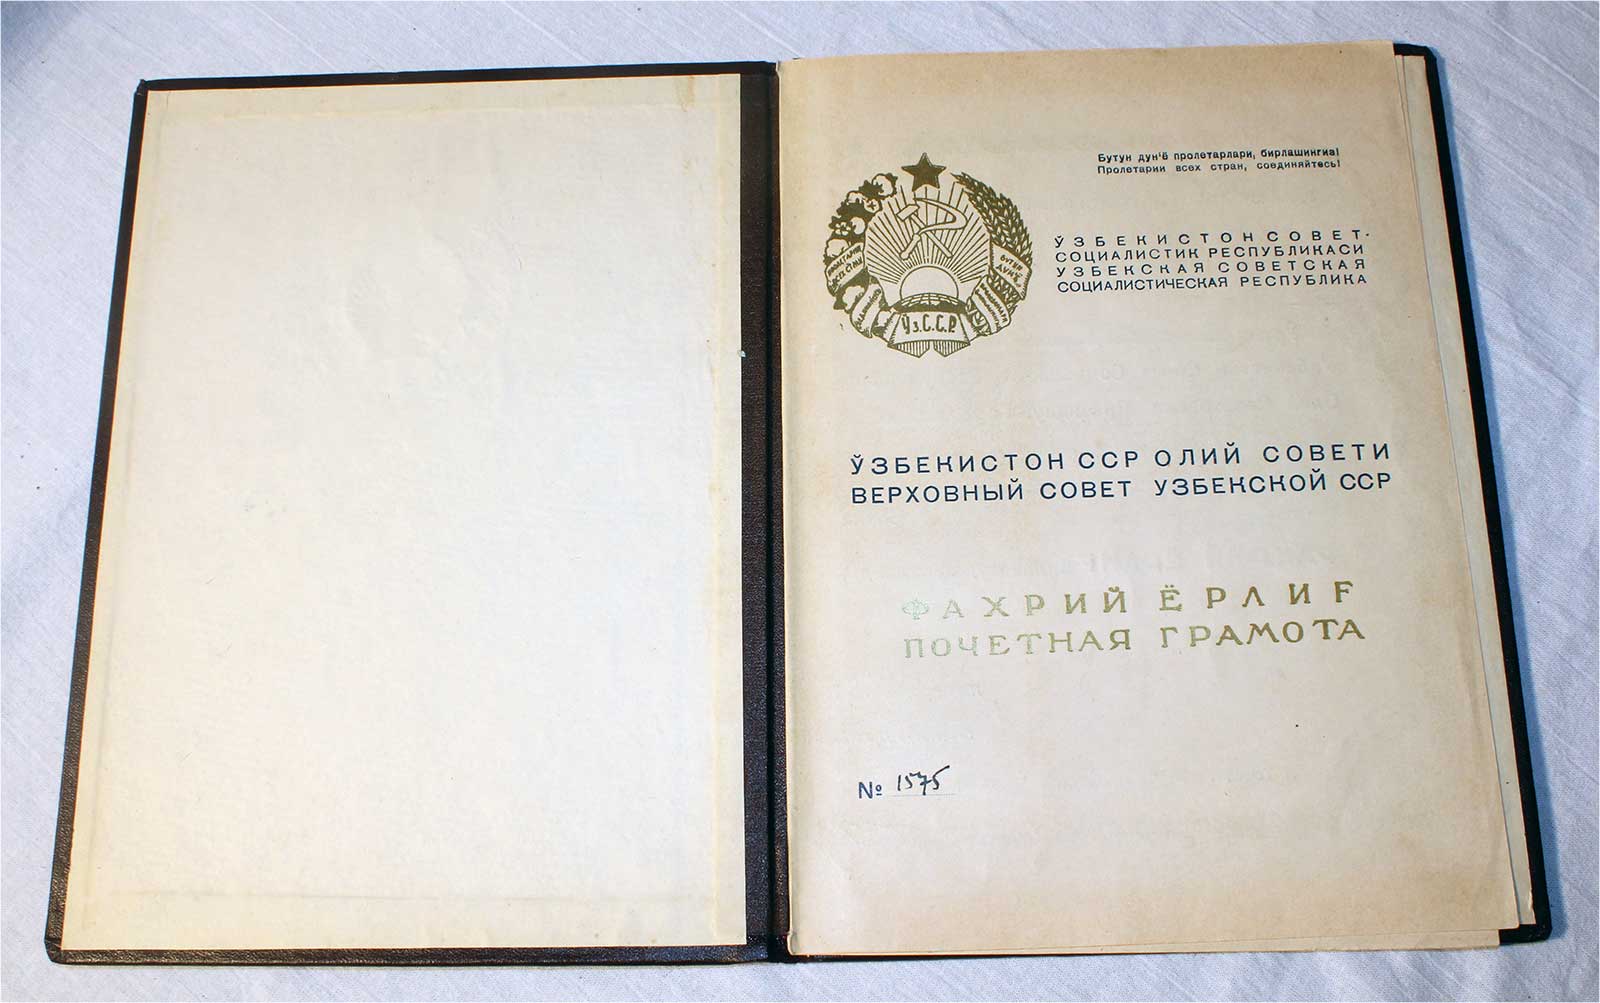 Бутун дун'ё пролетарлари, бирлашингиз!
Пролетарии всех стран, соединяйтесь!
ЎЗБЕКИСТОН СОВЕТ-
СОЦИАЛИСТИК РЕСПУБЛИКАСИ
УЗБЕКСКАЯ СОВЕТСКАЯ
СОЦИАЛИСТИЧЕСКАЯ РЕСПУБЛИКА
ЎзССР
ЎЗБЕКИСТОН ССР ОЛИЙ СОВЕТИ
ВЕРХОВНЫЙ СОВЕТ УЗБЕКСКОЙ ССР
ФАХРИЙ ЁРЛИҒ
ПОЧЕТНАЯ ГРАМОТА
№ 1575